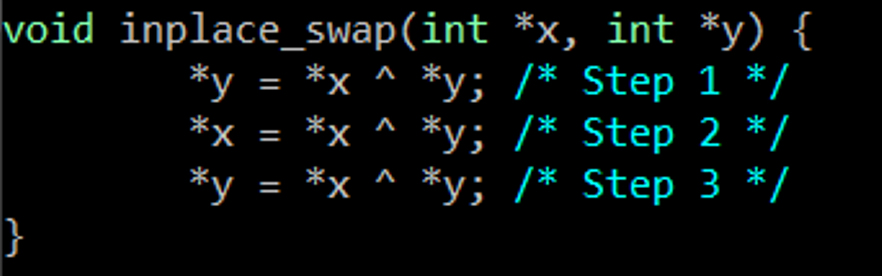 void inplace_swap(int *x, int *y) {
        *y = *x ^ *y; /* Step 1 */
        *x = *x ^ *y; /* Step 2 */
        *y = *x ^ *y; /* Step 3 */
}